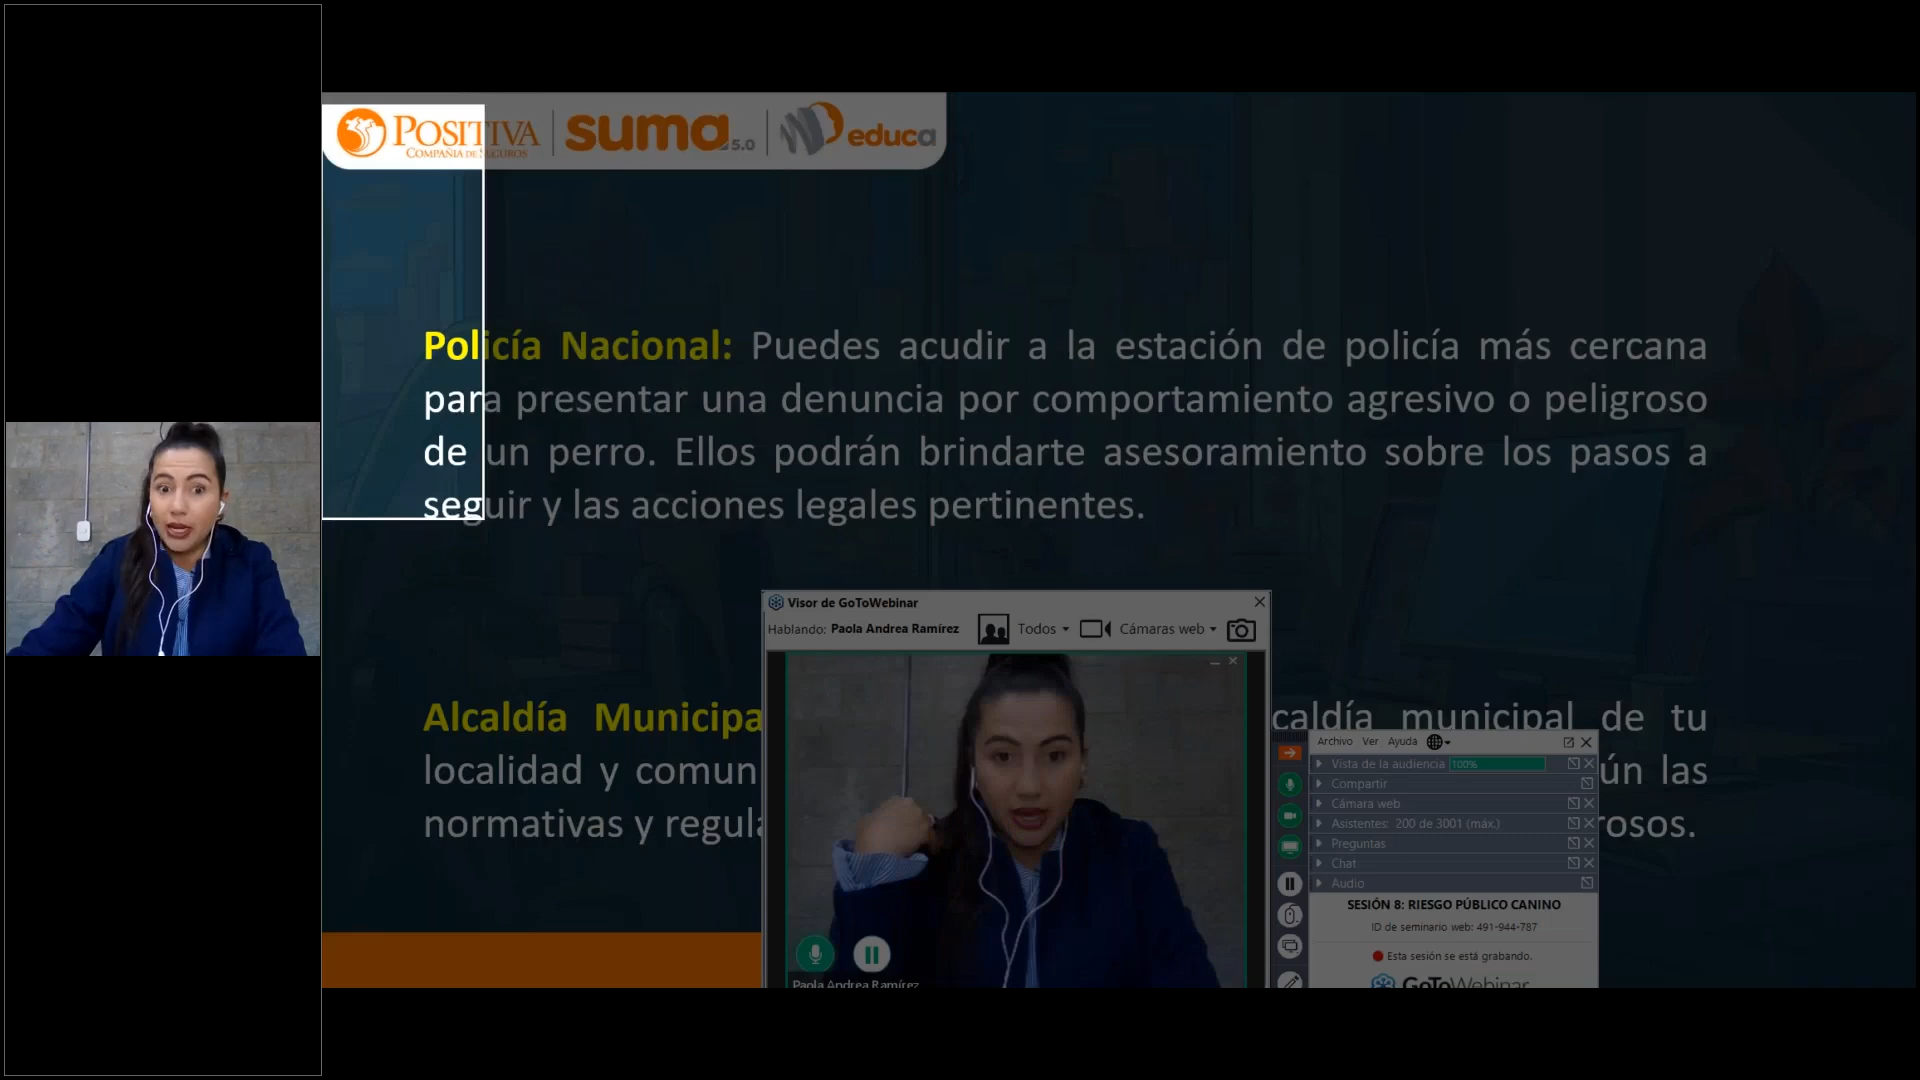 POSITIVA
COMPAÑIA DE SEGUROS
suma 5.0
educa
Policía Nacional: Puedes acudir a la estación de policía más cercana
para presentar una denuncia por comportamiento agresivo o peligroso
de un perro. Ellos podrán brindarte asesoramiento sobre los pasos a
seguir y las acciones legales pertinentes.
Visor de GoToWebinar
Hablando: Paola Andrea Ramírez
Todos
Cámaras web
Alcaldía Municipa
caldía municipal de tu
localidad y comun
ún las
normativas y regula
rosos.
Paola Andrea Ramírez
Archivo Ver Ayuda
Vista de la audiencia 100%
Compartir
Cámara web
Asistentes: 200 de 3001 (máx.)
Preguntas
Chat
Audio
SESIÓN 8: RIESGO PÚBLICO CANINO
ID de seminario web: 491-944-787
Esta sesión se está grabando.
GoToWebinar